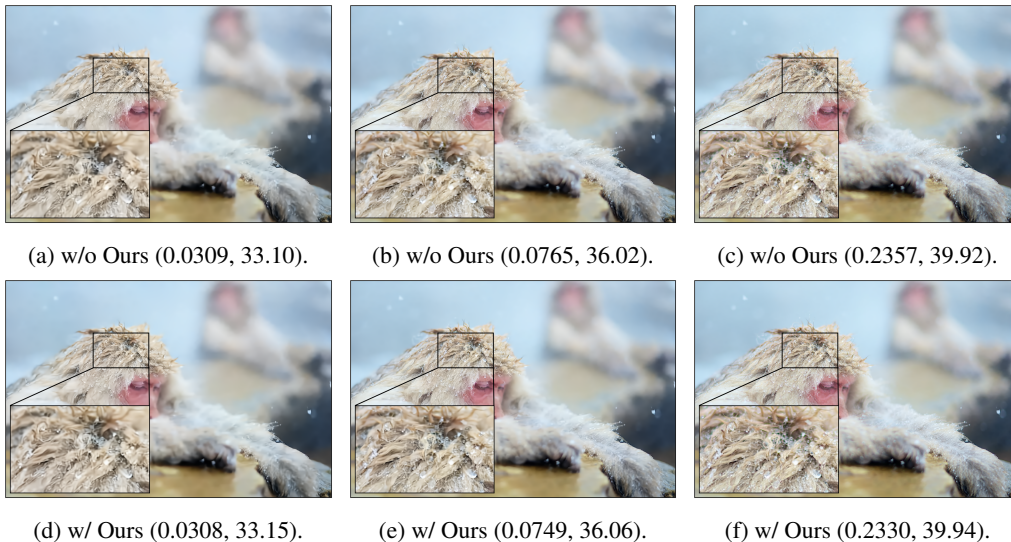 (a) w/o Ours (0.0309, 33.10).
(b) w/o Ours (0.0765, 36.02).
(c) w/o Ours (0.2357, 39.92).
(d) w/ Ours (0.0308, 33.15).
(e) w/ Ours (0.0749, 36.06).
(f) w/ Ours (0.2330, 39.94).